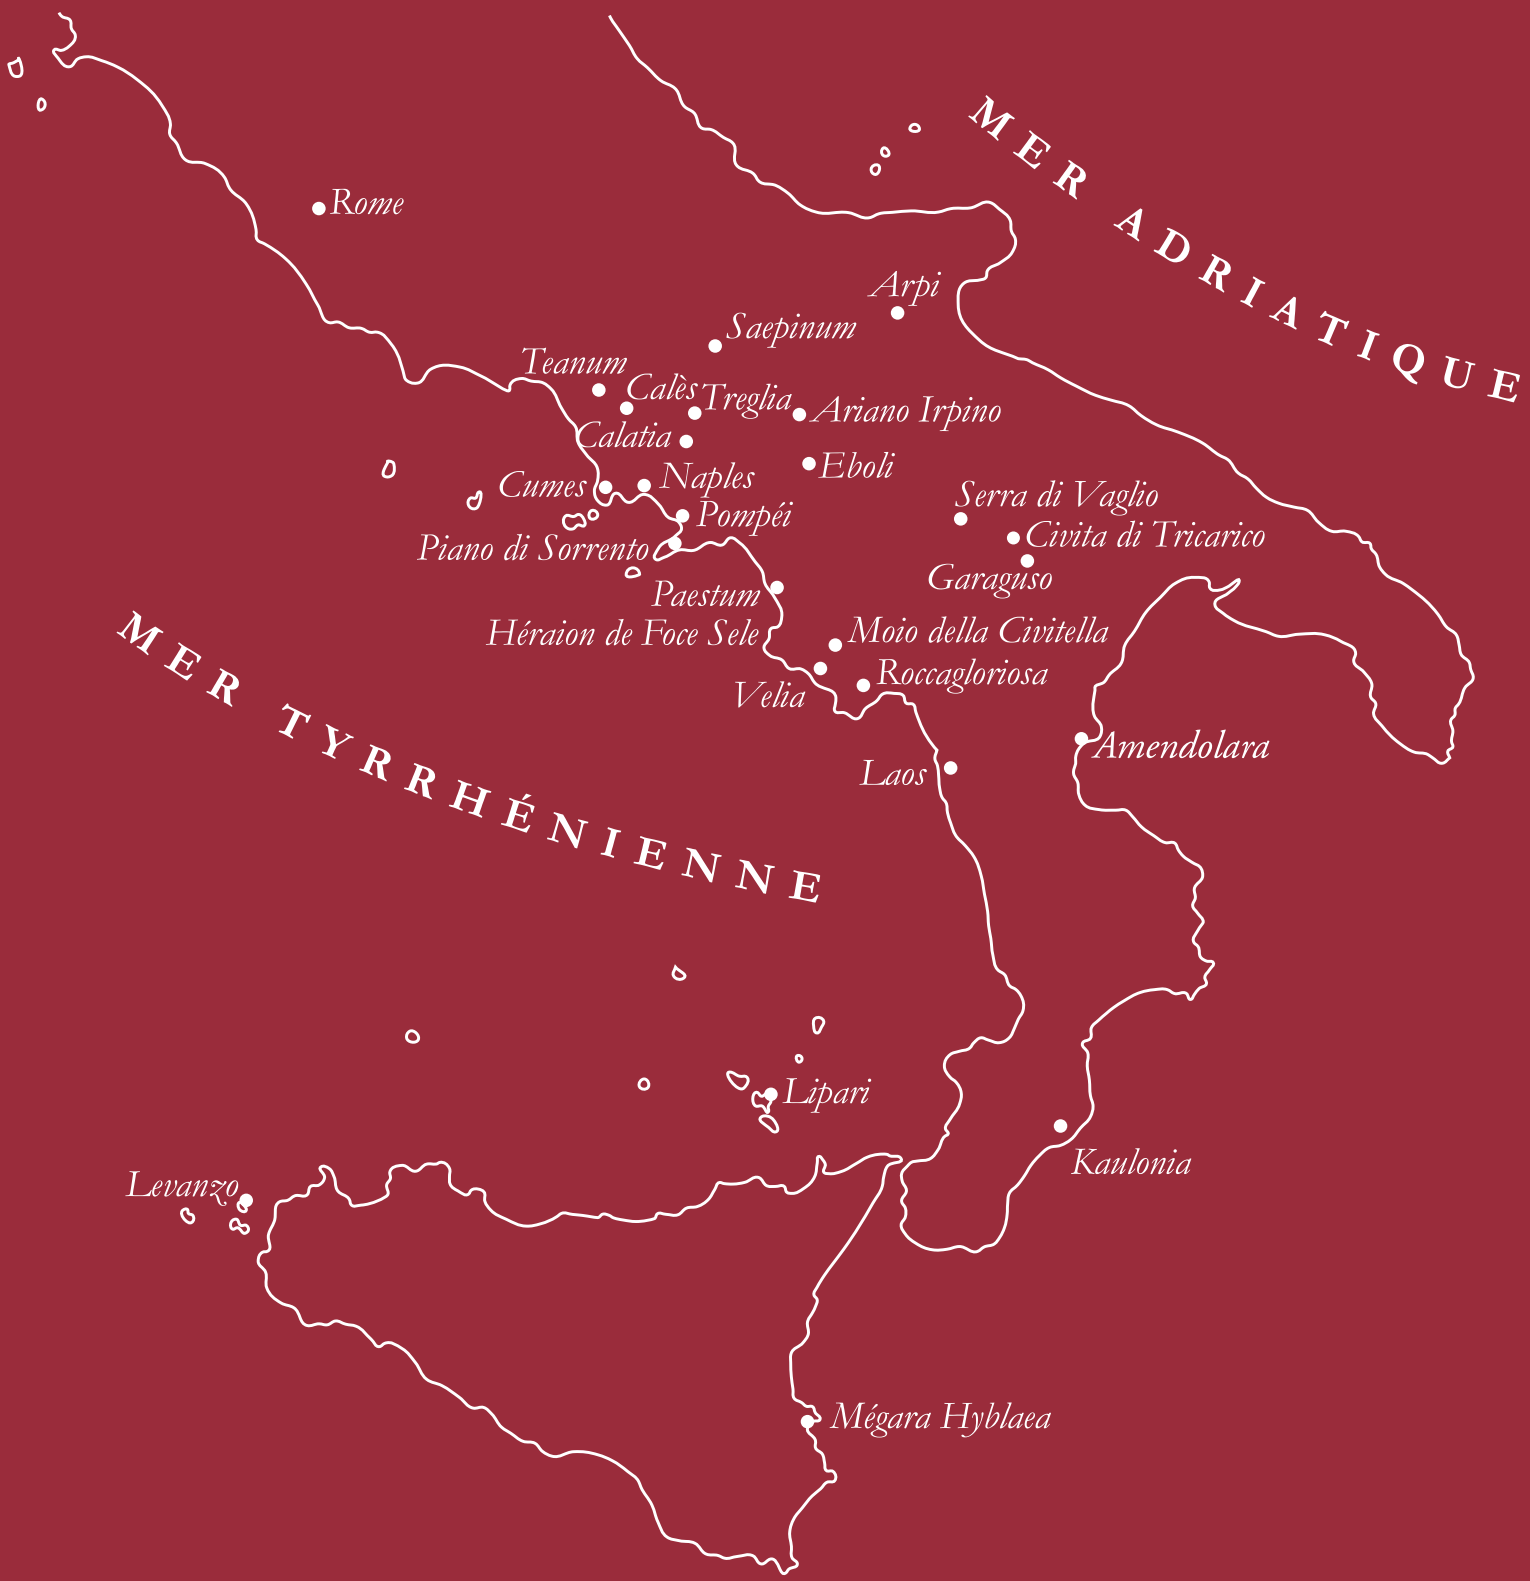 MER ADRIATIQUE
Rome
Arpi
Saepinum
Teanum
Calès
Treglia
Ariano Irpino
Calatia
Eboli
Naples
Cumes
Serra di Vaglio
Pompéi
Civita di Tricarico
Piano di Sorrento
Garaguso
Paestum
Héraion de Foce Sele
Moio della Civitella
MER TYRRHÉNIENNE
Roccagloriosa
Velia
Amendolara
Laos
Lipari
Kaulonia
Levanzo
Mégara Hyblaea